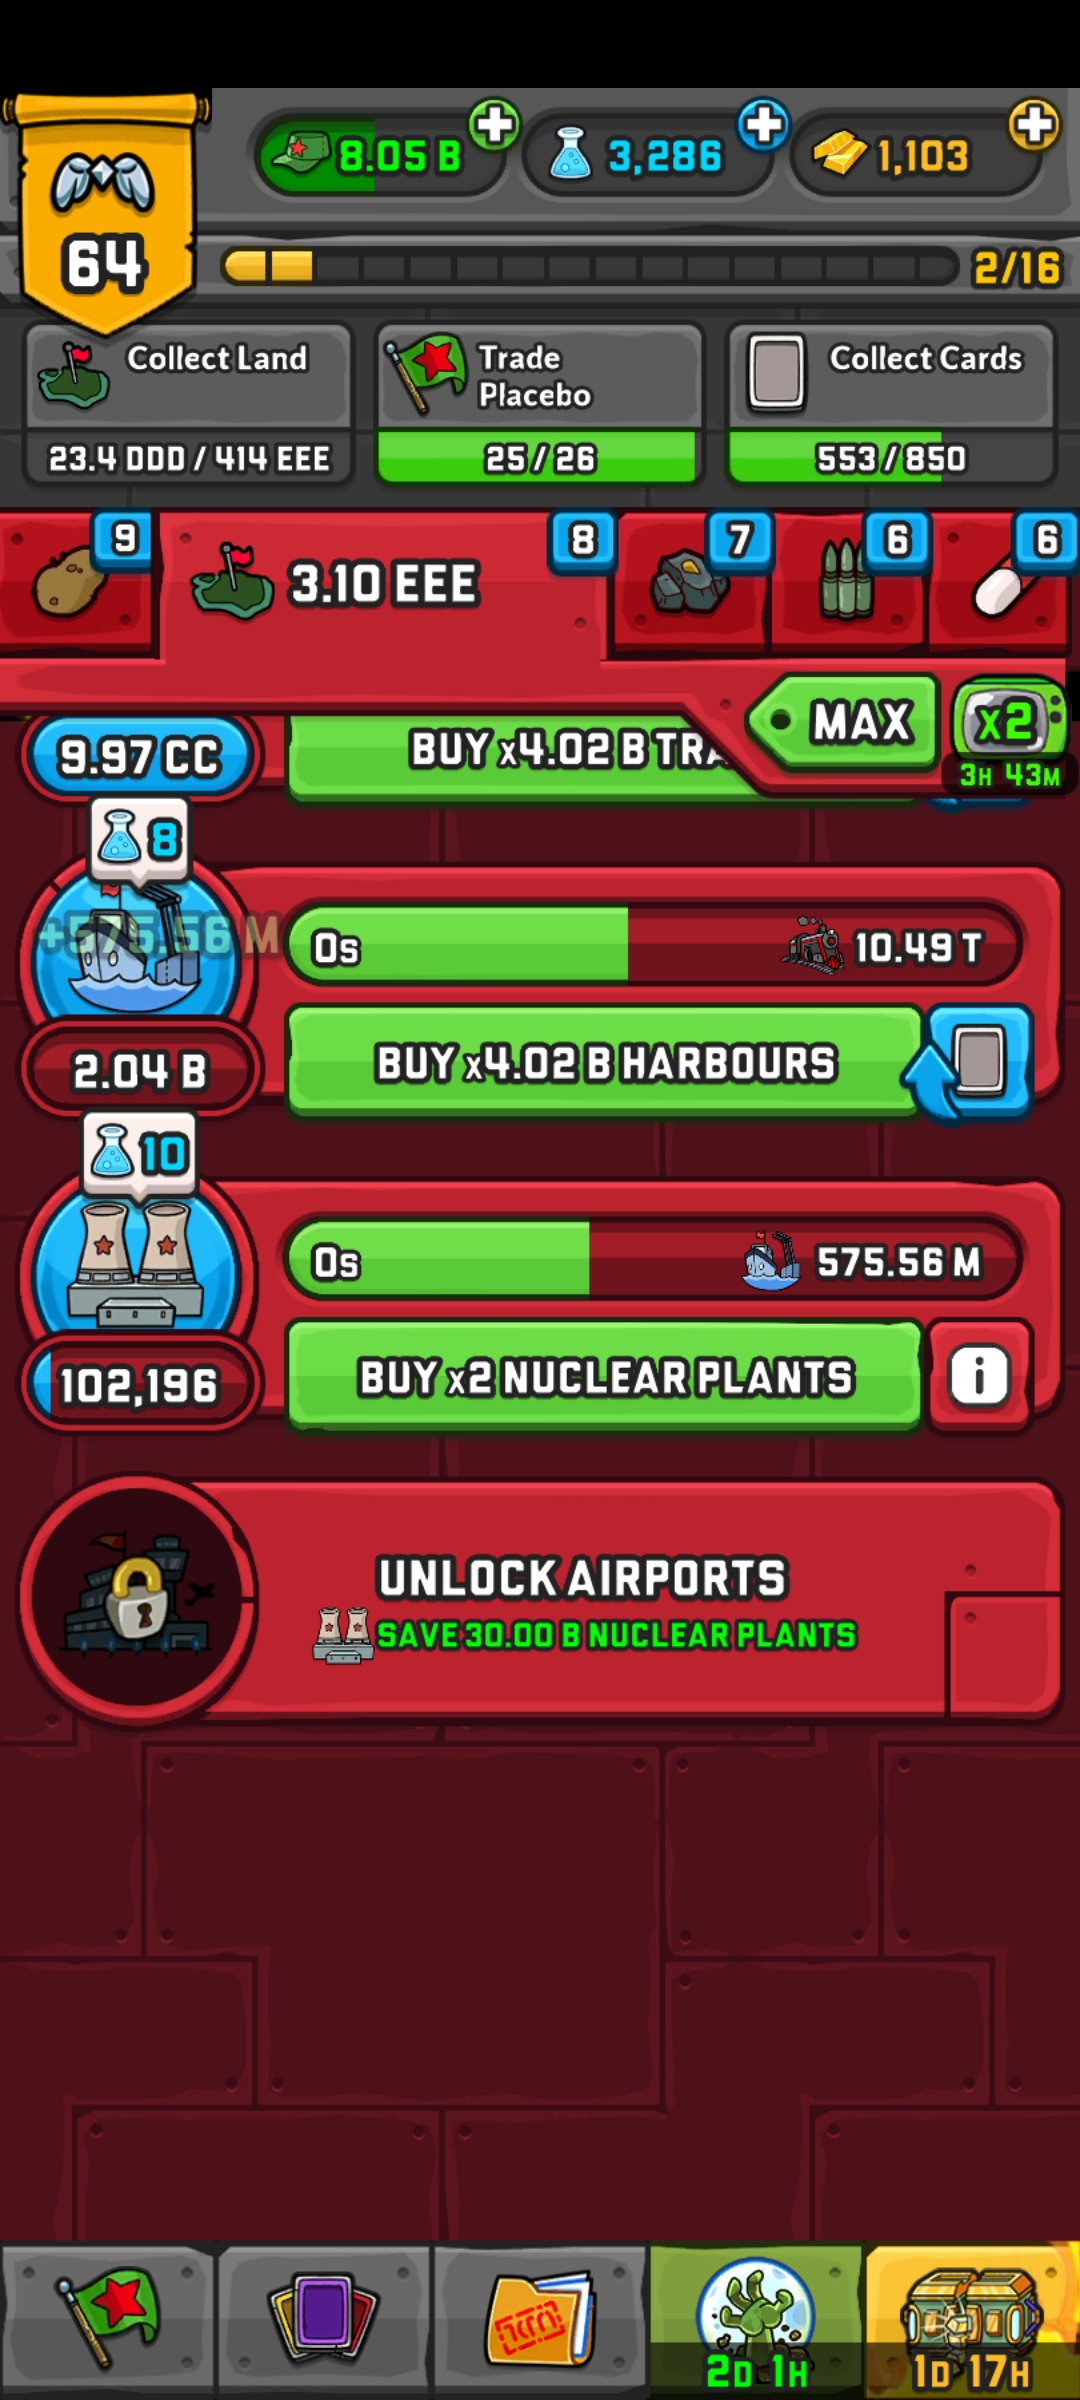 8.05 B
3,286
1,103
64
2/16
Collect Land
23.4 DDD / 414 EEE
Trade
Placebo
25 / 26
Collect Cards
553 / 850
9
3.10 EEE
8
7
6
6
MAX
x2
3H 43M
9.97 CC
BUY x4.02 B TRA
8
+575.56 M
0s
10.49 T
2.04 B
BUY x4.02 B HARBOURS
10
0s
575.56 M
102,196
BUY x2 NUCLEAR PLANTS
i
UNLOCK AIRPORTS
SAVE 30.00 B NUCLEAR PLANTS
2D 1H
1D 17H